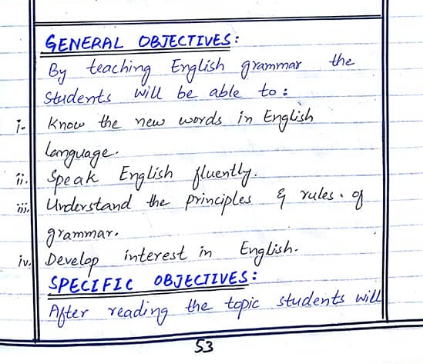 GENERAL OBJECTIVES:
By teaching English grammar the
students will be able to:
i- Know the new words in English
language.
ii. Speak English fluently.
iii. Understand the principles & rules. of
grammar.
iv. Develop interest in English.
SPECIFIC OBJECTIVES:
After reading the topic students will
53